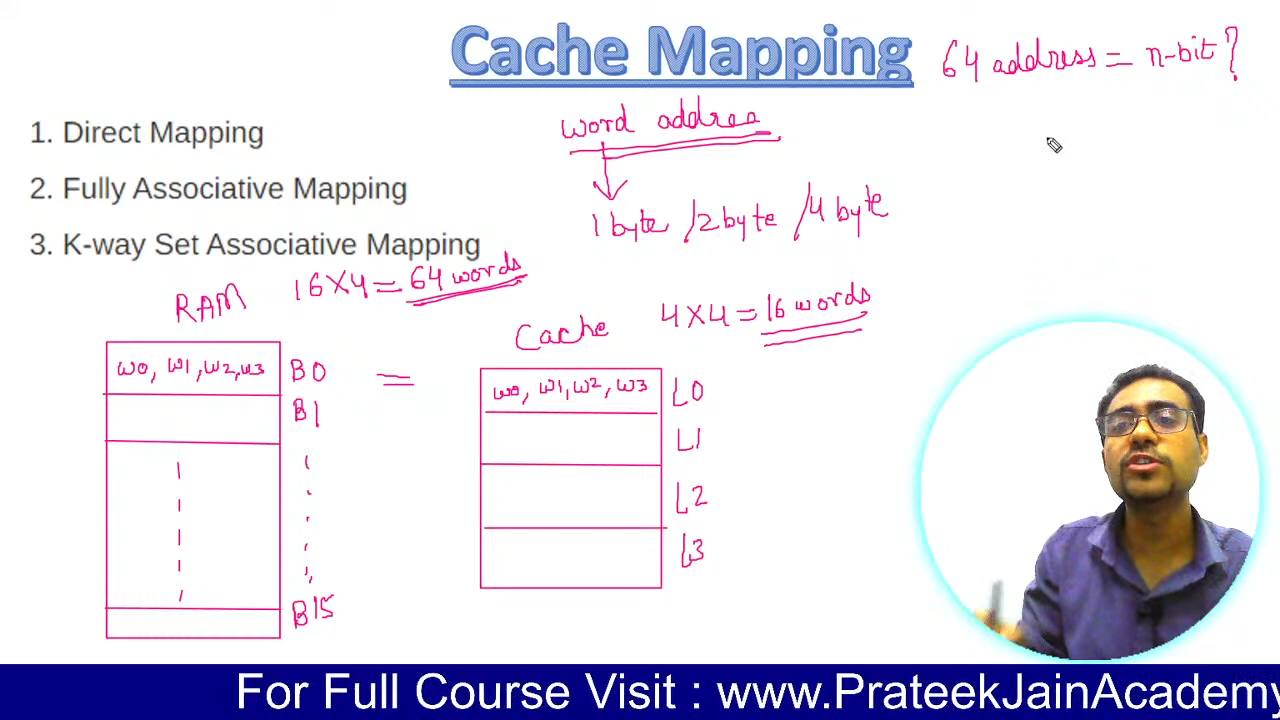 Cache Mapping
64 address = n-bit?
word address
1. Direct Mapping
2. Fully Associative Mapping
1 byte /2 byte /4 byte
3. K-way Set Associative Mapping
RAM 16X4 = 64 words
Cache 4X4 = 16 words
w0, w1, w2, w3 B0 = w0, w1, w2, w3 L0
B1 L1
L2
L3
B15
For Full Course Visit : www.PrateekJainAcademy